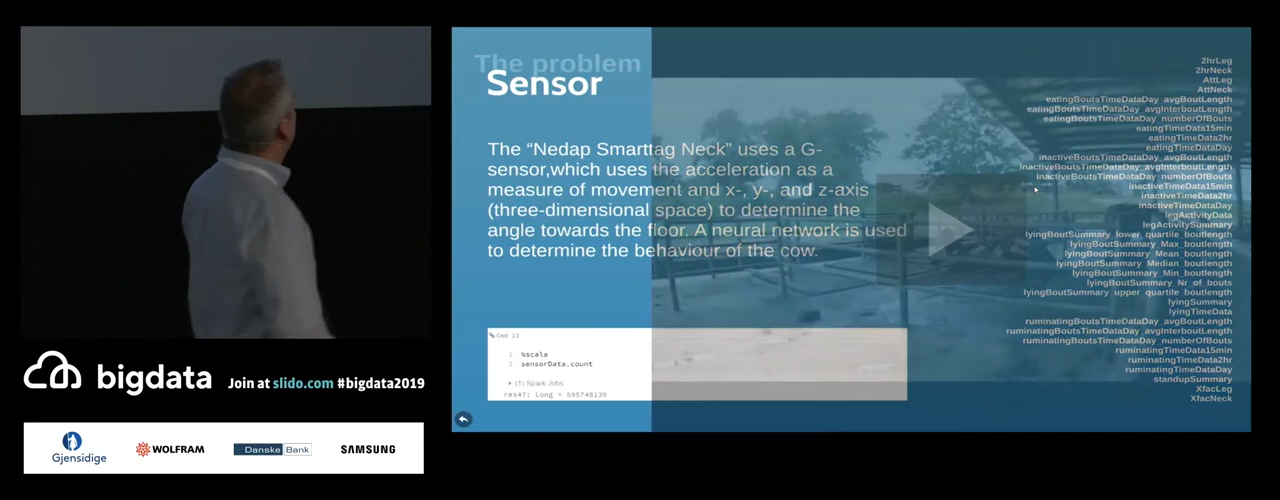 The problem
Sensor
The “Nedap Smarttag Neck” uses a G-
sensor,which uses the acceleration as a
measure of movement and x-, y-, and z-axis
(three-dimensional space) to determine the
angle towards the floor. A neural network is used
to determine the behaviour of the cow.
Cmd 13
1 %scala
2 sensorData.count
(1) Spark Jobs
res47: Long = 595748130
2hrLeg
2hrNeck
AttLeg
AttNeck
eatingBoutsTimeDataDay_avgBoutLength
eatingBoutsTimeDataDay_avgInterboutLength
eatingBoutsTimeDataDay_numberOfBouts
eatingTimeData15min
eatingTimeData2hr
eatingTimeDataDay
inactiveBoutsTimeDataDay_avgBoutLength
inactiveBoutsTimeDataDay_avgInterboutLength
inactiveBoutsTimeDataDay_numberOfBouts
inactiveTimeData15min
inactiveTimeData2hr
inactiveTimeDataDay
legActivityData
legActivitySummary
lyingBoutSummary_lower_quartile_boutlength
lyingBoutSummary_Max_boutlength
lyingBoutSummary_Mean_boutlength
lyingBoutSummary_Median_boutlength
lyingBoutSummary_Min_boutlength
lyingBoutSummary_Nr_of_bouts
lyingBoutSummary_upper_quartile_boutlength
lyingSummary
lyingTimeData
ruminatingBoutsTimeDataDay_avgBoutLength
ruminatingBoutsTimeDataDay_avgInterboutLength
ruminatingBoutsTimeDataDay_numberOfBouts
ruminatingTimeData15min
ruminatingTimeData2hr
ruminatingTimeDataDay
standupSummary
XfacLeg
XfacNeck
bigdata
Join at slido.com #bigdata2019
Gjensidige
WOLFRAM
Danske Bank
SAMSUNG